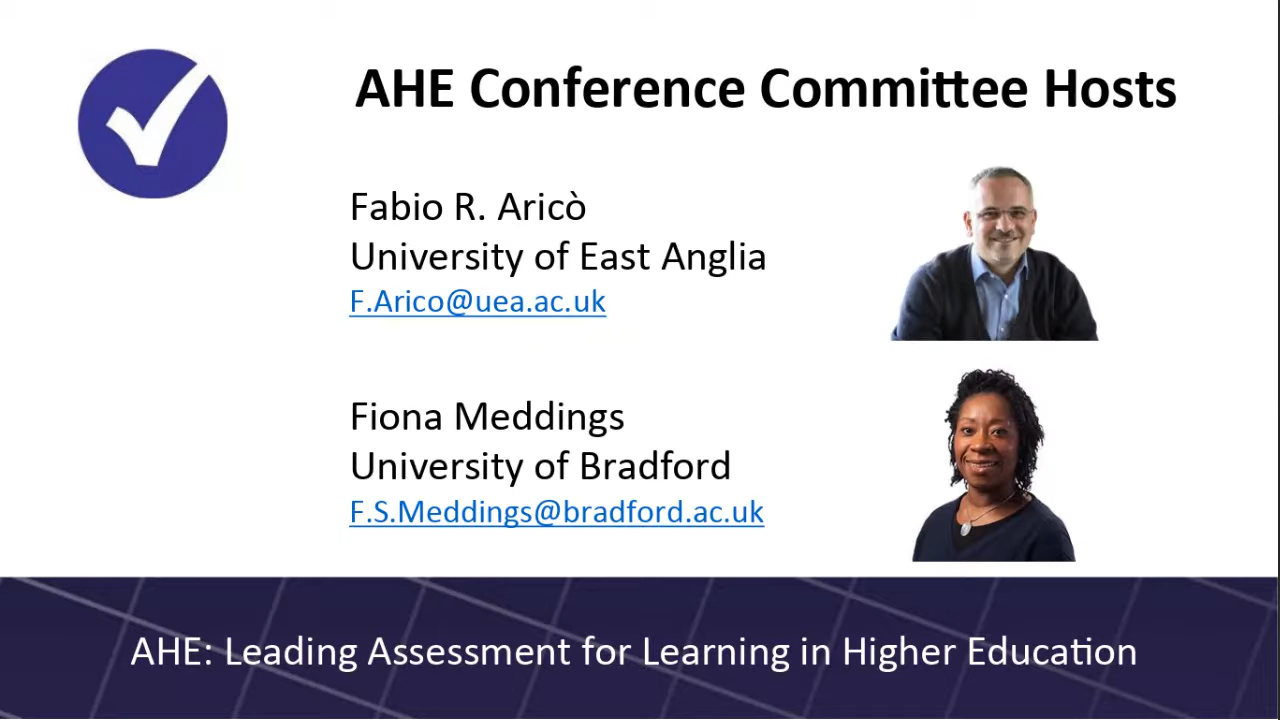 AHE Conference Committee Hosts
Fabio R. Aricò
University of East Anglia
F.Arico@uea.ac.uk
Fiona Meddings
University of Bradford
F.S.Meddings@bradford.ac.uk
AHE: Leading Assessment for Learning in Higher Education